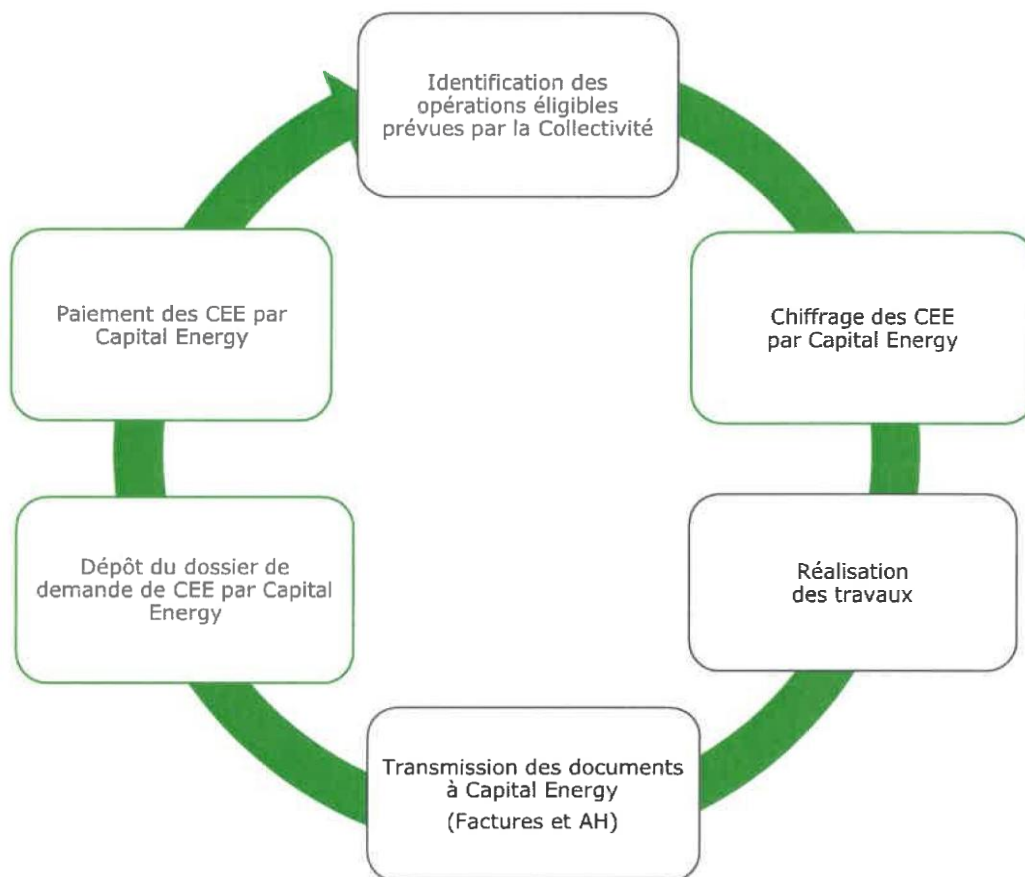 Identification des
opérations éligibles
prévues par la Collectivité
Chiffrage des CEE
par Capital Energy
Réalisation
des travaux
Transmission des documents
à Capital Energy
(Factures et AH)
Dépôt du dossier de
demande de CEE par Capital
Energy
Paiement des CEE par
Capital Energy